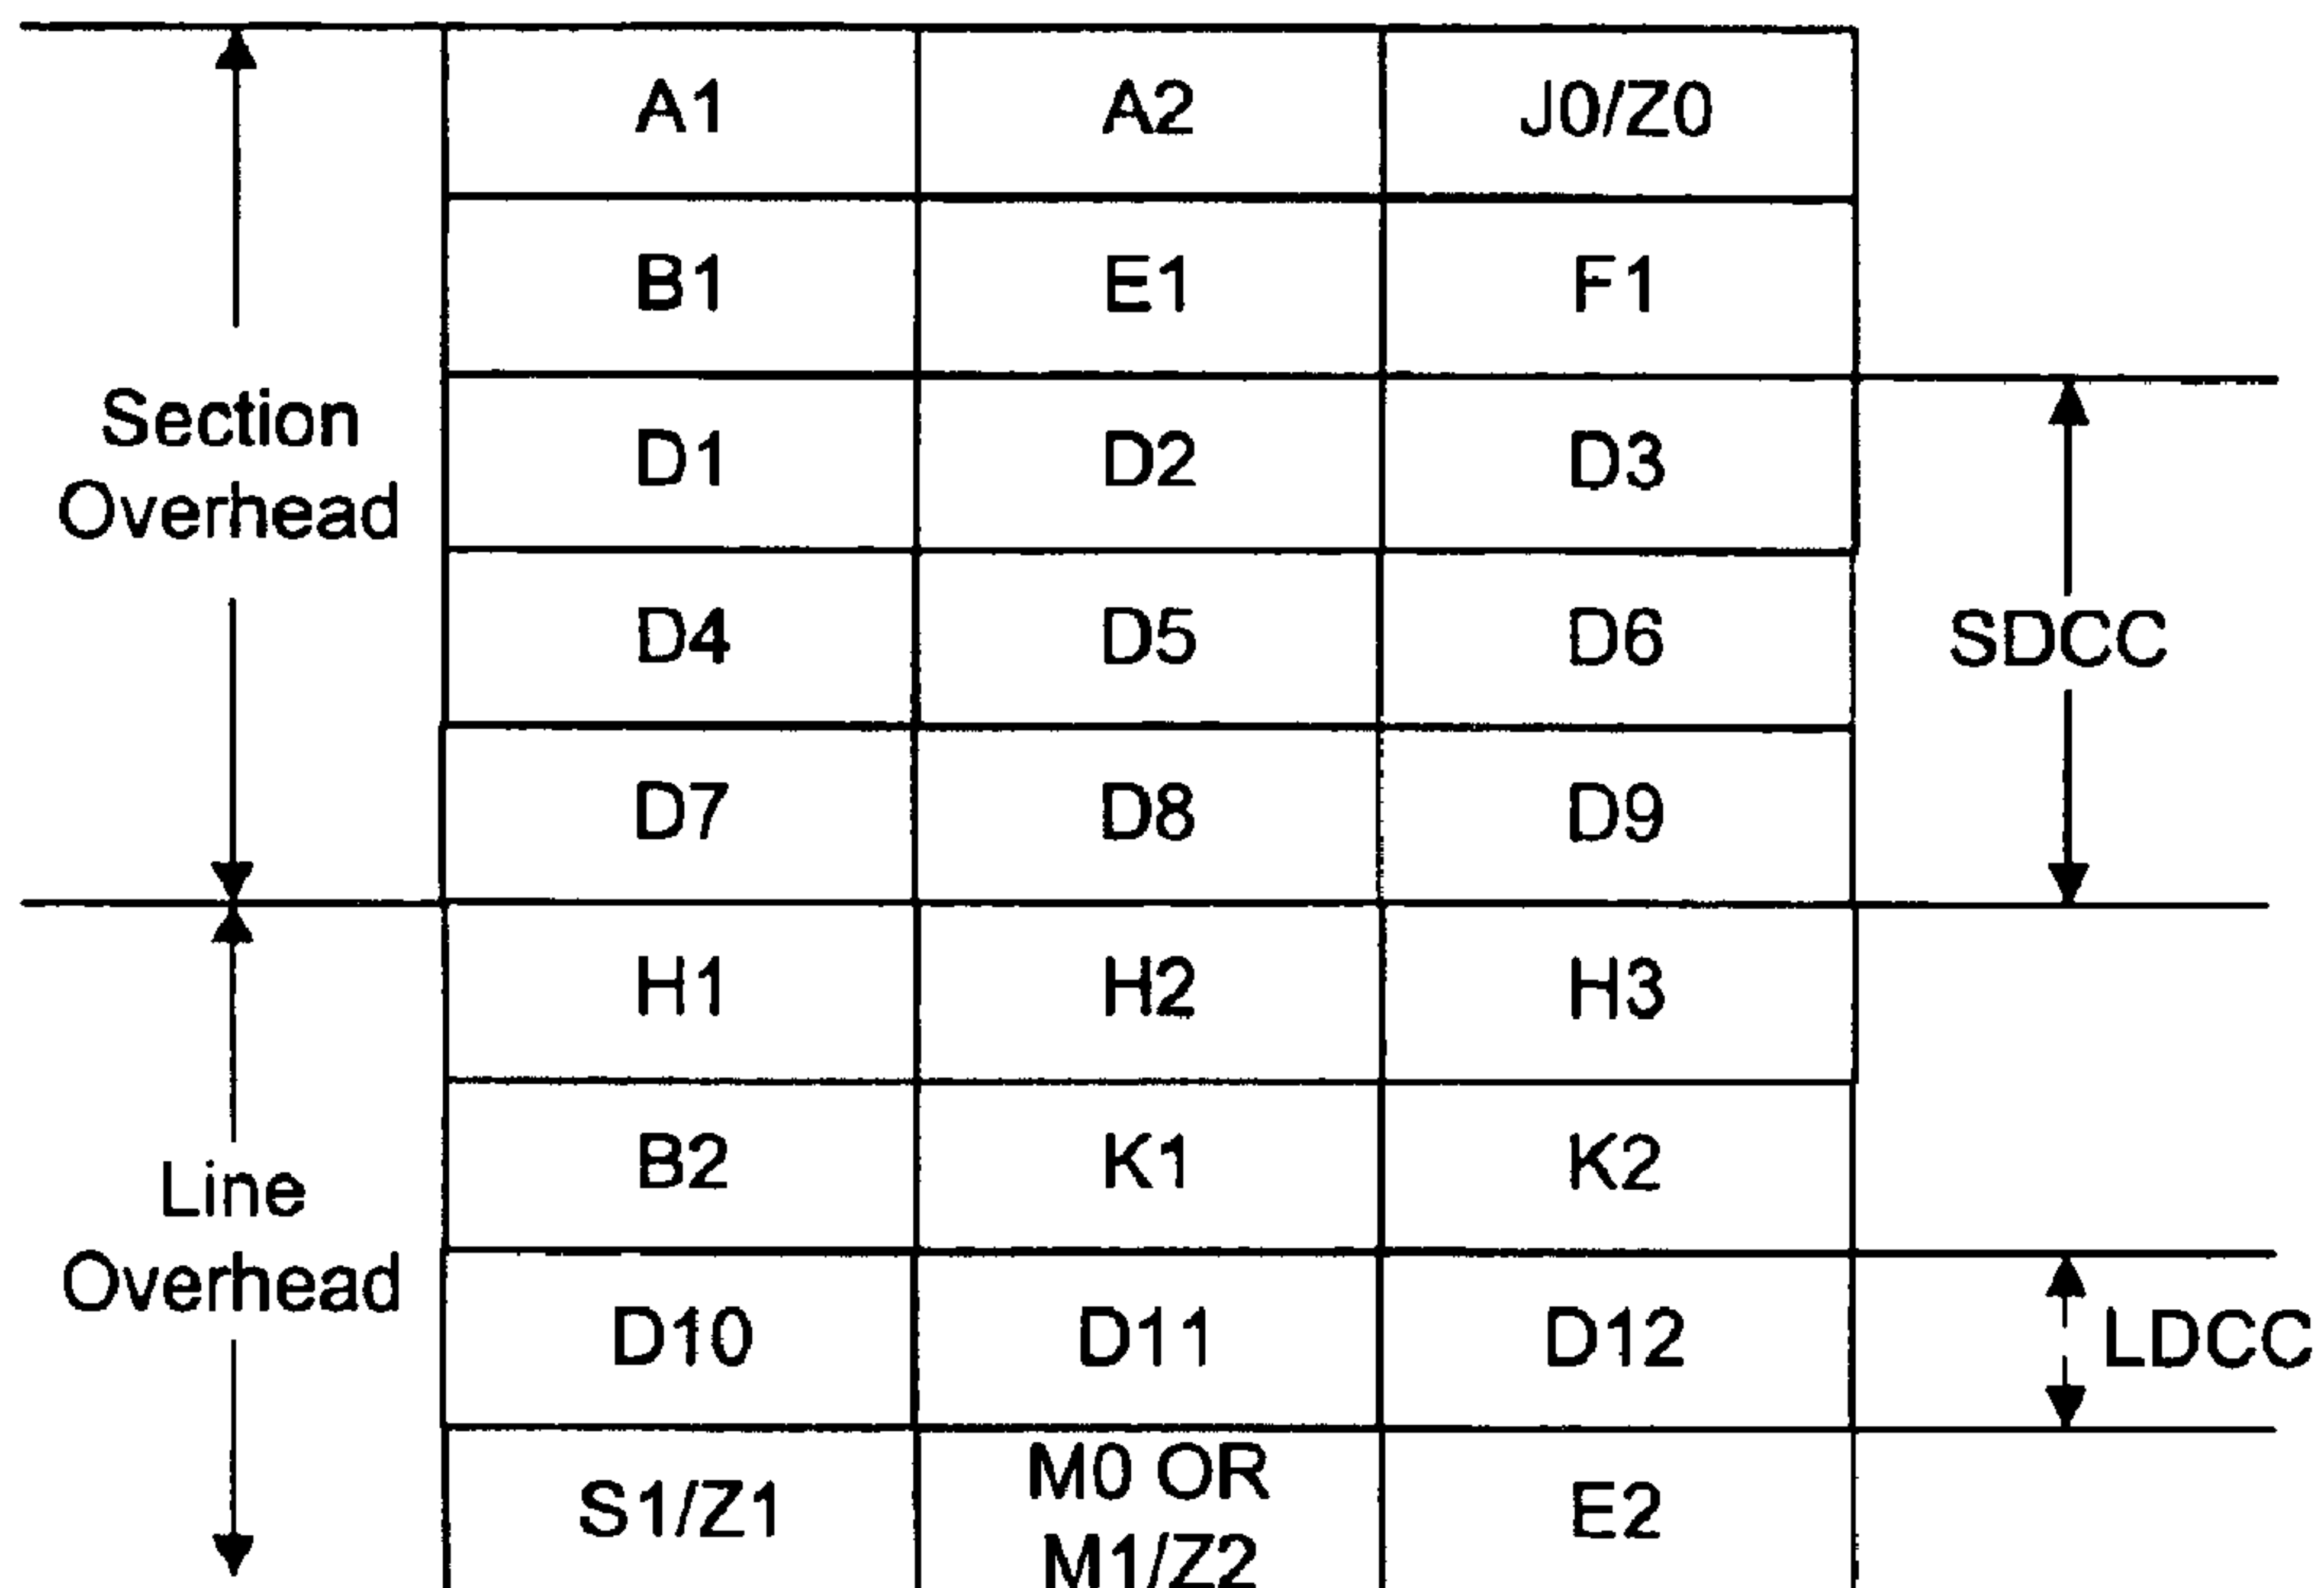 A1 A2 J0/Z0
B1 E1 F1
Section
Overhead
D1 D2 D3
D4 D5 D6
SDCC
D7 D8 D9
H1 H2 H3
B2 K1 K2
Line
Overhead
D10 D11 D12
LDCC
S1/Z1
M0 OR
M1/Z2
E2